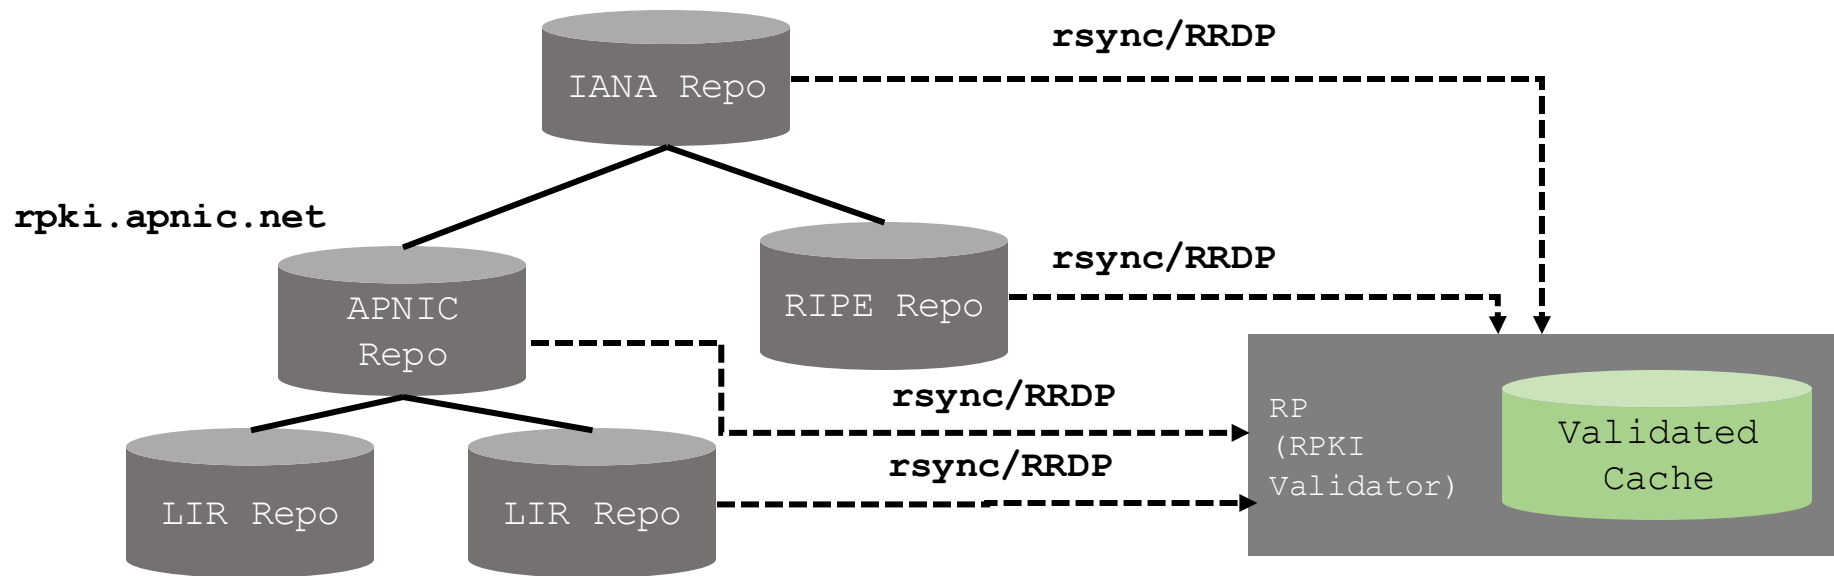 rsync/RRDP
IANA Repo
rpki.apnic.net
rsync/RRDP
APNIC
Repo
RIPE Repo
rsync/RRDP
RP
(RPKI
Validator)
Validated
Cache
rsync/RRDP
LIR Repo
LIR Repo